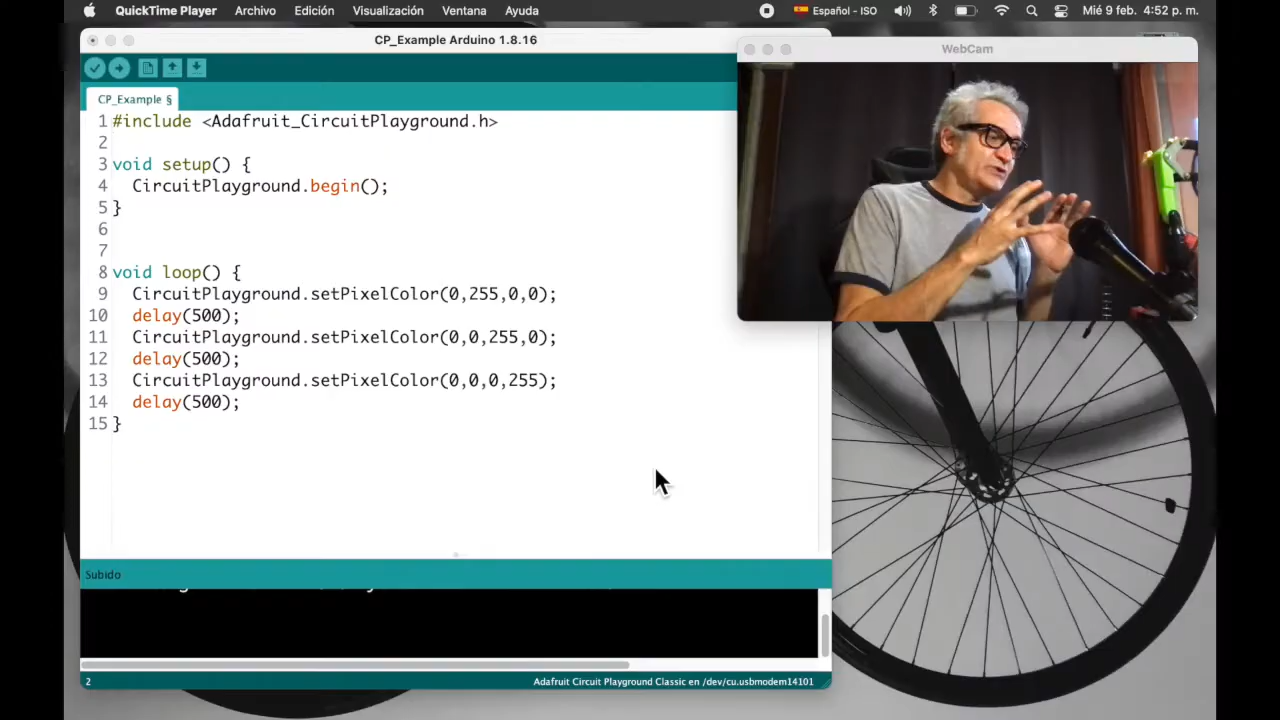 QuickTime Player Archivo Edición Visualización Ventana Ayuda Español - ISO Mié 9 feb. 4:52 p. m.
CP_Example Arduino 1.8.16
WebCam
CP_Example §
1 #include <Adafruit_CircuitPlayground.h>
2
3 void setup() {
4 CircuitPlayground.begin();
5 }
6
7
8 void loop() {
9 CircuitPlayground.setPixelColor(0,255,0,0);
10 delay(500);
11 CircuitPlayground.setPixelColor(0,0,255,0);
12 delay(500);
13 CircuitPlayground.setPixelColor(0,0,0,255);
14 delay(500);
15 }
Subido
2 Adafruit Circuit Playground Classic en /dev/cu.usbmodem14101